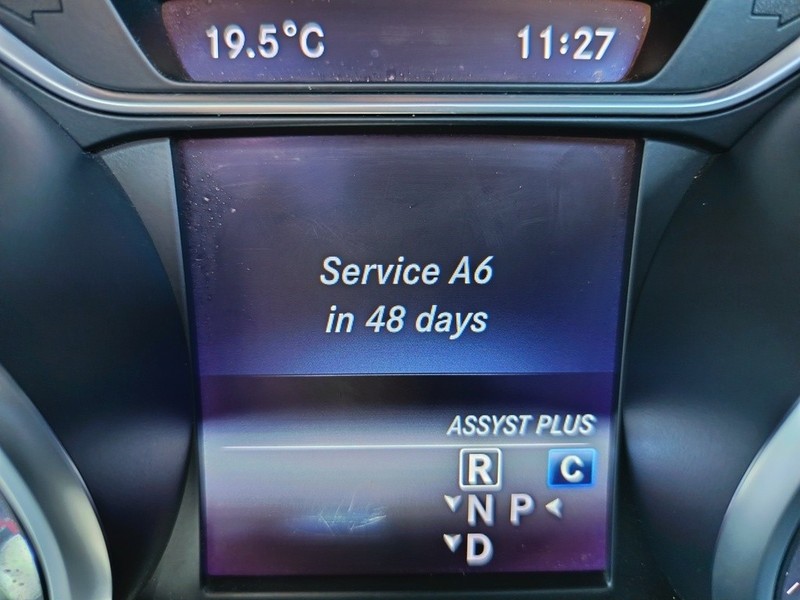 19.5°C 11:27
Service A6
in 48 days
ASSYST PLUS
R C
N P
D